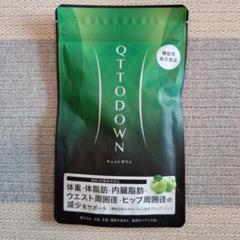 機能性
表示食品
QTTODOWN
キュットダウン
体重・体脂肪・内臓脂肪・
ウエスト周囲径・ヒップ周囲径の
減少をサポート